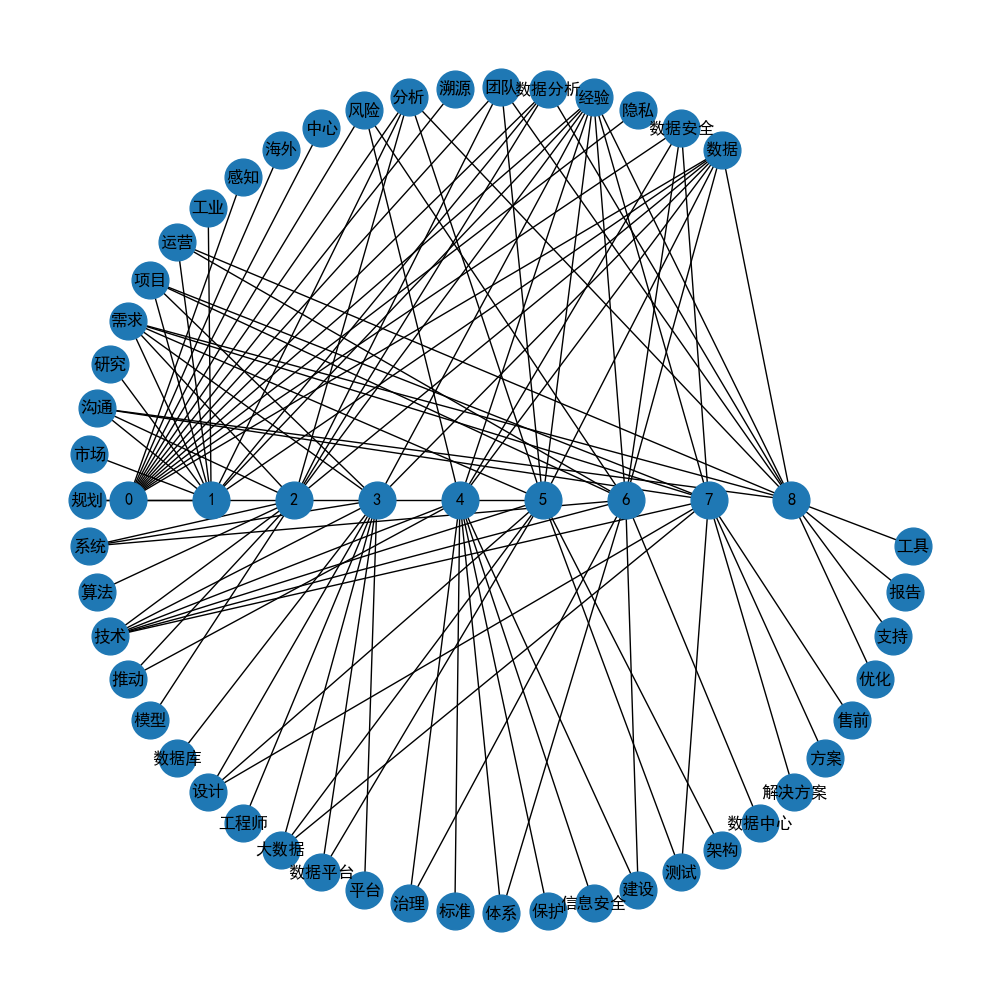 团队
数据分析
溯源
经验
分析
风险
隐私
中心
数据安全
海外
数据
感知
工业
运营
项目
需求
研究
沟通
市场
规划
0
1
2
3
4
5
6
7
8
系统
工具
算法
报告
技术
支持
推动
优化
模型
售前
数据库
方案
设计
解决方案
工程师
数据中心
大数据
架构
数据平台
测试
平台
建设
治理
信息安全
标准
保护
体系